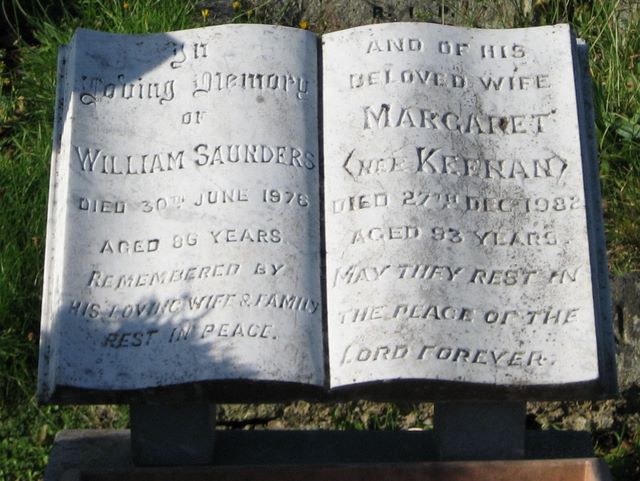 In
Loving Memory
OF
WILLIAM SAUNDERS
DIED 30TH JUNE 1976
AGED 86 YEARS
REMEMBERED BY
HIS LOVING WIFE & FAMILY
REST IN PEACE.
AND OF HIS
BELOVED WIFE
MARGARET
(NEE KEENAN)
DIED 27TH DEC 1982
AGED 93 YEARS
MAY THEY REST IN
THE PEACE OF THE
LORD FOREVER.